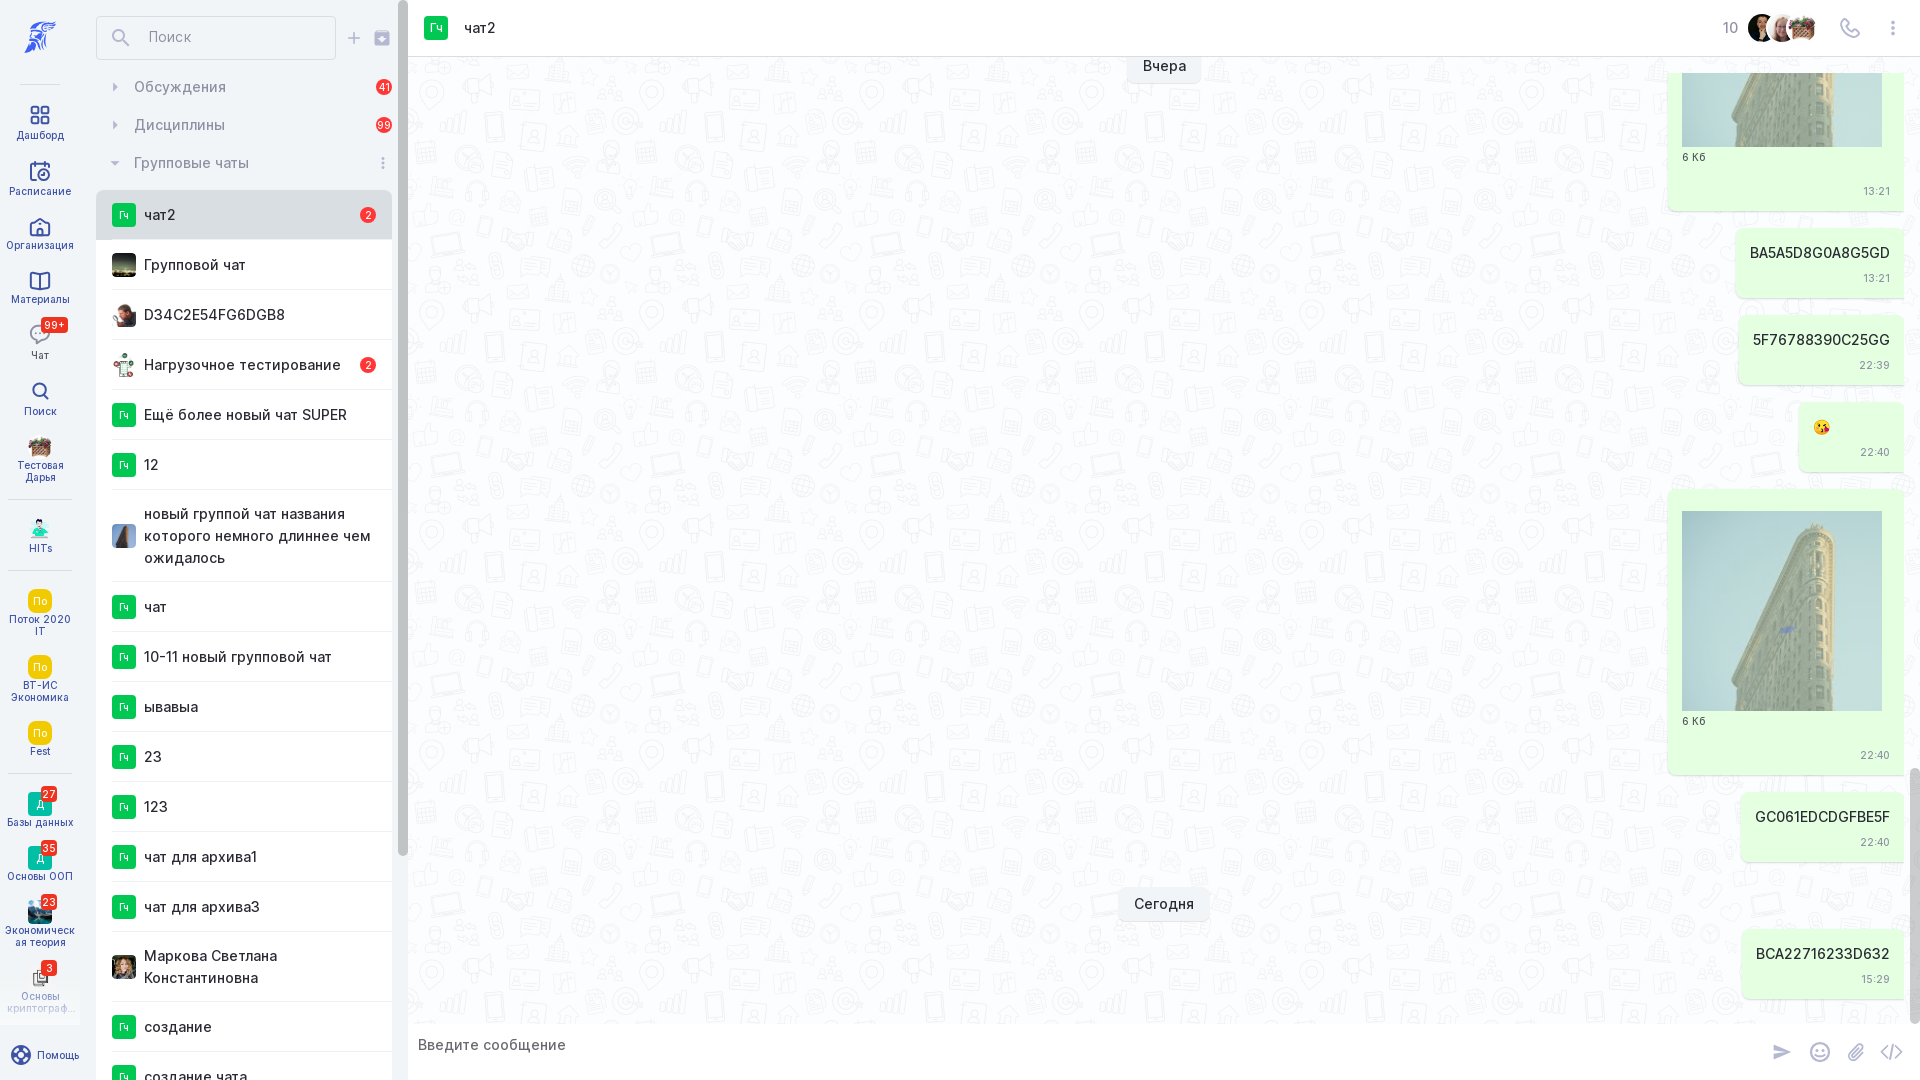 Дашборд
Расписание
Организация
Материалы
99+
Чат
Поиск
Тестовая
Дарья
HITs
По
Поток 2020
IT
По
ВТ-ИС
Экономика
По
Fest
27
Д
Базы данных
35
Д
Основы ООП
23
Экономическ
ая теория
3
Основы
криптограф...
Помощь
Поиск
Обсуждения
41
Дисциплины
99
Групповые чаты
Гч
чат2
2
Групповой чат
D34C2E54FG6DGB8
Нагрузочное тестирование
2
Гч
Ещё более новый чат SUPER
Гч
12
новый группой чат названия
которого немного длиннее чем
ожидалось
Гч
чат
Гч
10-11 новый групповой чат
Гч
ывавыа
Гч
23
Гч
123
Гч
чат для архива1
Гч
чат для архива3
Маркова Светлана
Константиновна
Гч
создание
Гч
создание чата
Гч
чат2
10
Вчера
6 Кб
13:21
BA5A5D8G0A8G5GD
13:21
5F76788390C25GG
22:39
22:40
6 Кб
22:40
GC061EDCDGFBE5F
22:40
Сегодня
BCA22716233D632
15:29
Введите сообщение